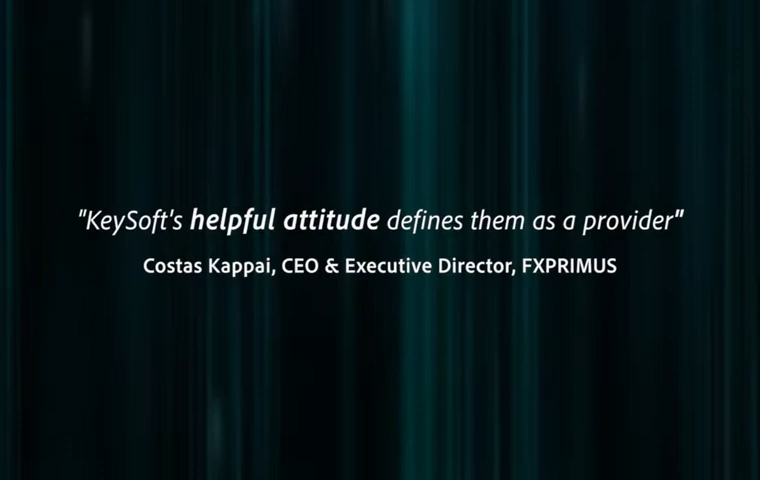 "KeySoft's helpful attitude defines them as a provider"
Costas Kappai, CEO & Executive Director, FXPRIMUS